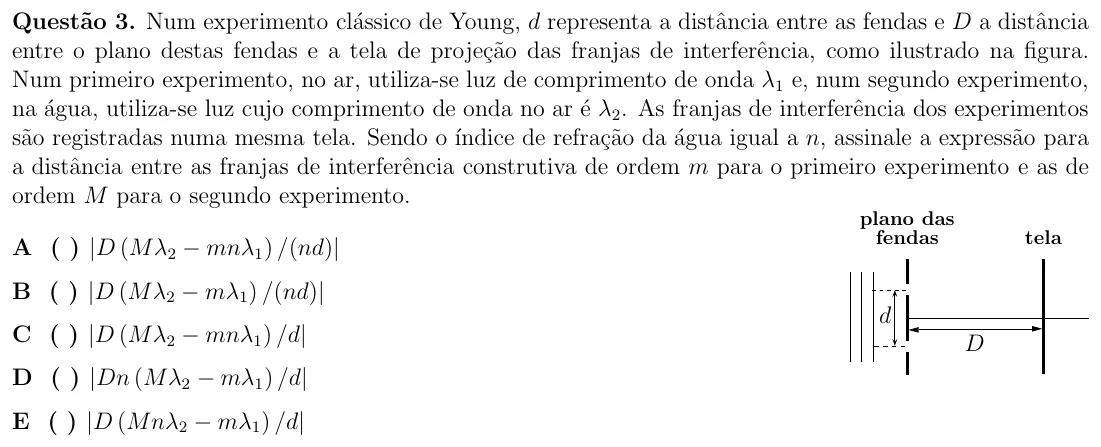 Questão 3. Num experimento clássico de Young, d representa a distância entre as fendas e D a distância
entre o plano destas fendas e a tela de projeção das franjas de interferência, como ilustrado na figura.
Num primeiro experimento, no ar, utiliza-se luz de comprimento de onda λ₁ e, num segundo experimento,
na água, utiliza-se luz cujo comprimento de onda no ar é λ₂. As franjas de interferência dos experimentos
são registradas numa mesma tela. Sendo o índice de refração da água igual a n, assinale a expressão para
a distância entre as franjas de interferência construtiva de ordem m para o primeiro experimento e as de
ordem M para o segundo experimento.
A ( ) |D (Mλ₂ − mnλ₁) /(nd)|
B ( ) |D (Mλ₂ − mλ₁) /(nd)|
C ( ) |D (Mλ₂ − mnλ₁) /d|
D ( ) |Dn (Mλ₂ − mλ₁) /d|
E ( ) |D (Mnλ₂ − mλ₁) /d|
plano das
fendas
tela
d
D